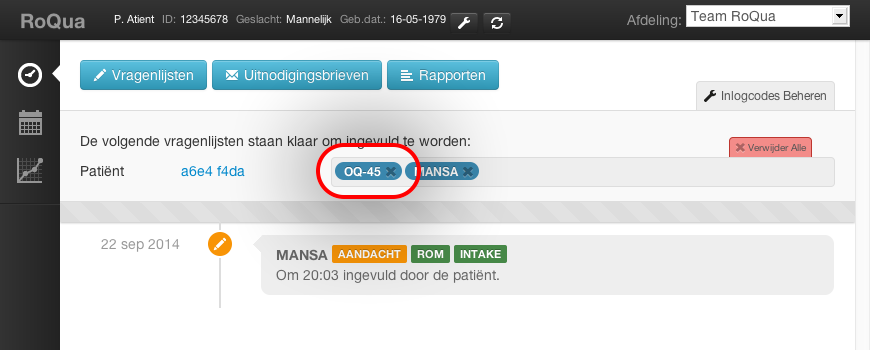 RoQua P. Atient ID: 12345678 Geslacht: Mannelijk Geb.dat.: 16-05-1979 Afdeling: Team RoQua
Vragenlijsten Uitnodigingsbrieven Rapporten
Inlogcodes Beheren
De volgende vragenlijsten staan klaar om ingevuld te worden:
Verwijder Alle
Patiënt a6e4 f4da OQ-45 MANSA
22 sep 2014
MANSA AANDACHT ROM INTAKE
Om 20:03 ingevuld door de patiënt.